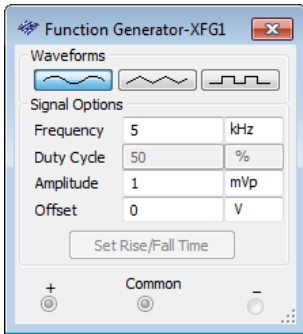 Function Generator-XFG1
Waveforms
Signal Options
Frequency 5 kHz
Duty Cycle 50 %
Amplitude 1 mVp
Offset 0 V
Set Rise/Fall Time
+ Common −